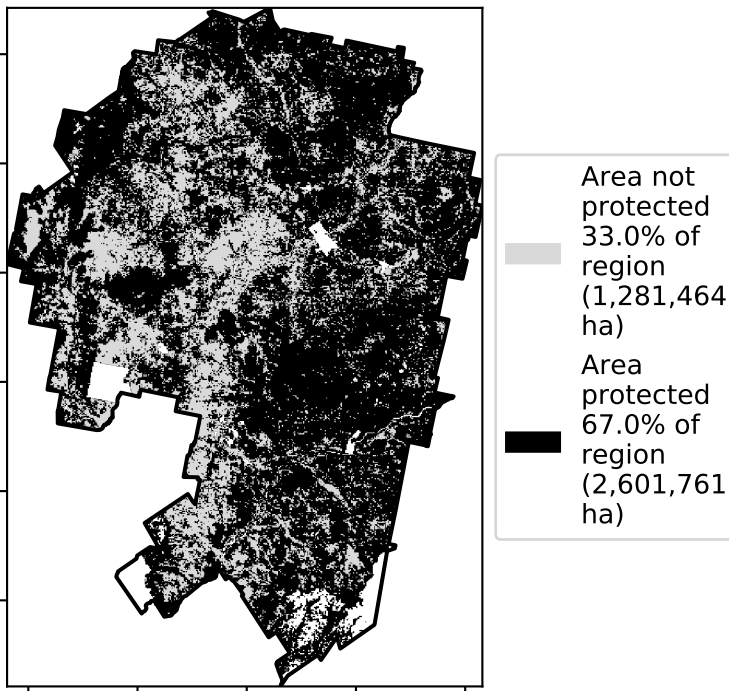 Area not
protected
33.0% of
region
(1,281,464
ha)
Area
protected
67.0% of
region
(2,601,761
ha)